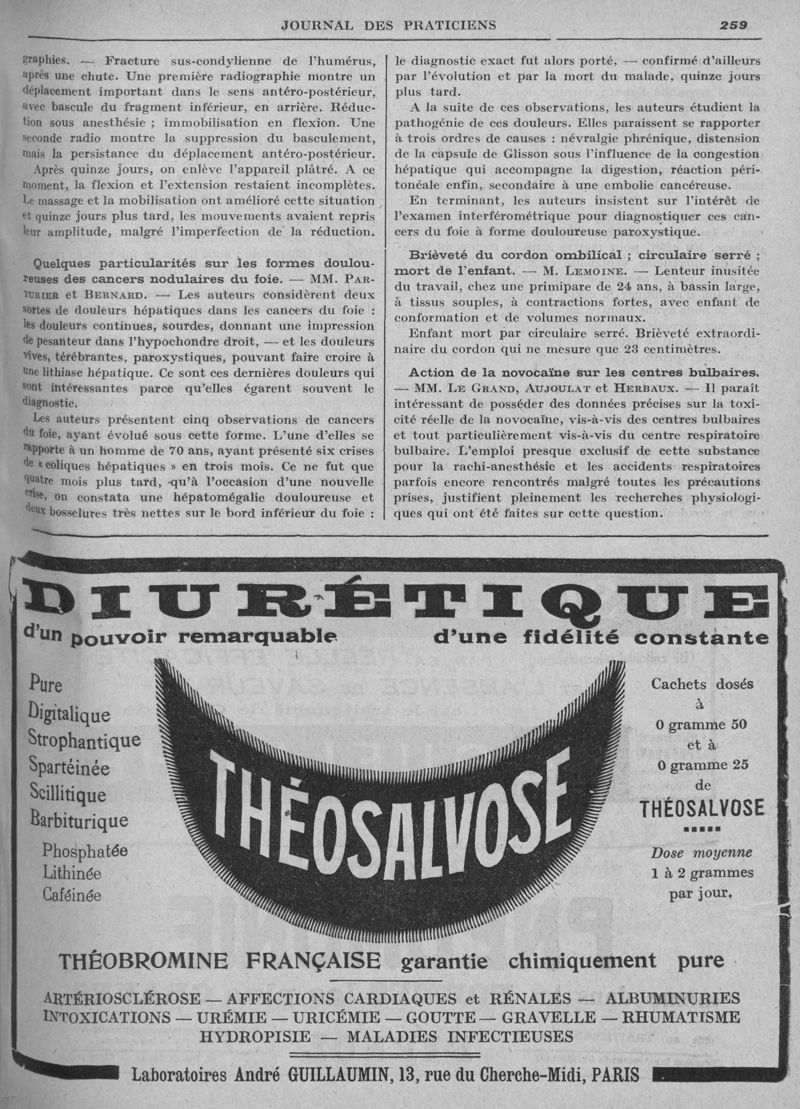 JOURNAL DES PRATICIENS 259
graphies. — Fracture sus-condylienne de l'humérus,
après une chute. Une première radiographie montre un
déplacement important dans le sens antéro-postérieur,
avec bascule du fragment inférieur, en arrière. Réduc-
tion sous anesthésie ; immobilisation en flexion. Une
seconde radio montre la suppression du basculement,
mais la persistance du déplacement antéro-postérieur.
Après quinze jours, on enlève l'appareil plâtré. A ce
moment, la flexion et l'extension restaient incomplètes.
Le massage et la mobilisation ont amélioré cette situation
et quinze jours plus tard, les mouvements avaient repris
leur amplitude, malgré l'imperfection de la réduction.
Quelques particularités sur les formes doulou-
reuses des cancers nodulaires du foie. — MM. PAR-
TURIER et BERNARD. — Les auteurs considèrent deux
sortes de douleurs hépatiques dans les cancers du foie :
les douleurs continues, sourdes, donnant une impression
de pesanteur dans l'hypochondre droit, — et les douleurs
vives, térébrantes, paroxystiques, pouvant faire croire à
une lithiase hépatique. Ce sont ces dernières douleurs qui
sont intéressantes parce qu'elles égarent souvent le
diagnostic.
Les auteurs présentent cinq observations de cancers
du foie, ayant évolué sous cette forme. L'une d'elles se
rapporte à un homme de 70 ans, ayant présenté six crises
de « coliques hépatiques » en trois mois. Ce ne fut que
quatre mois plus tard, qu'à l'occasion d'une nouvelle
crise, on constata une hépatomégalie douloureuse et
deux bosselures très nettes sur le bord inférieur du foie :
le diagnostic exact fut alors porté, — confirmé d'ailleurs
par l'évolution et par la mort du malade, quinze jours
plus tard.
A la suite de ces observations, les auteurs étudient la
pathogénie de ces douleurs. Elles paraissent se rapporter
à trois ordres de causes : névralgie phrénique, distension
de la capsule de Glisson sous l'influence de la congestion
hépatique qui accompagne la digestion, réaction péri-
tonéale enfin, secondaire à une embolie cancéreuse.
En terminant, les auteurs insistent sur l'intérêt de
l'examen interférométrique pour diagnostiquer ces can-
cers du foie à forme douloureuse paroxystique.
Brièveté du cordon ombilical ; circulaire serré ;
mort de l'enfant. — M. LEMOINE. — Lenteur inusitée
du travail, chez une primipare de 24 ans, à bassin large,
à tissus souples, à contractions fortes, avec enfant de
conformation et de volumes normaux.
Enfant mort par circulaire serré. Brièveté extraordi-
naire du cordon qui ne mesure que 23 centimètres.
Action de la novocaïne sur les centres bulbaires.
— MM. LE GRAND, AUJOULAT et HERBAUX. — Il paraît
intéressant de posséder des données précises sur la toxi-
cité réelle de la novocaïne, vis-à-vis des centres bulbaires
et tout particulièrement vis-à-vis du centre respiratoire
bulbaire. L'emploi presque exclusif de cette substance
pour la rachi-anesthésie et les accidents respiratoires
parfois encore rencontrés malgré toutes les précautions
prises, justifient pleinement les recherches physiologi-
ques qui ont été faites sur cette question.
DIURÉTIQUE
d'un pouvoir remarquable d'une fidélité constante
Pure
Digitalique
Strophantique
Spartéinée
Scillitique
Barbiturique
Phosphatée
Lithinée
Caféinée
THÉOSALVOSE
Cachets dosés
à
0 gramme 50
et à
0 gramme 25
de
THÉOSALVOSE
Dose moyenne
1 à 2 grammes
par jour.
THÉOBROMINE FRANÇAISE garantie chimiquement pure
ARTÉRIOSCLÉROSE — AFFECTIONS CARDIAQUES et RÉNALES — ALBUMINURIES
INTOXICATIONS — URÉMIE — URICÉMIE — GOUTTE — GRAVELLE — RHUMATISME
HYDROPISIE — MALADIES INFECTIEUSES
Laboratoires André GUILLAUMIN, 13, rue du Cherche-Midi, PARIS